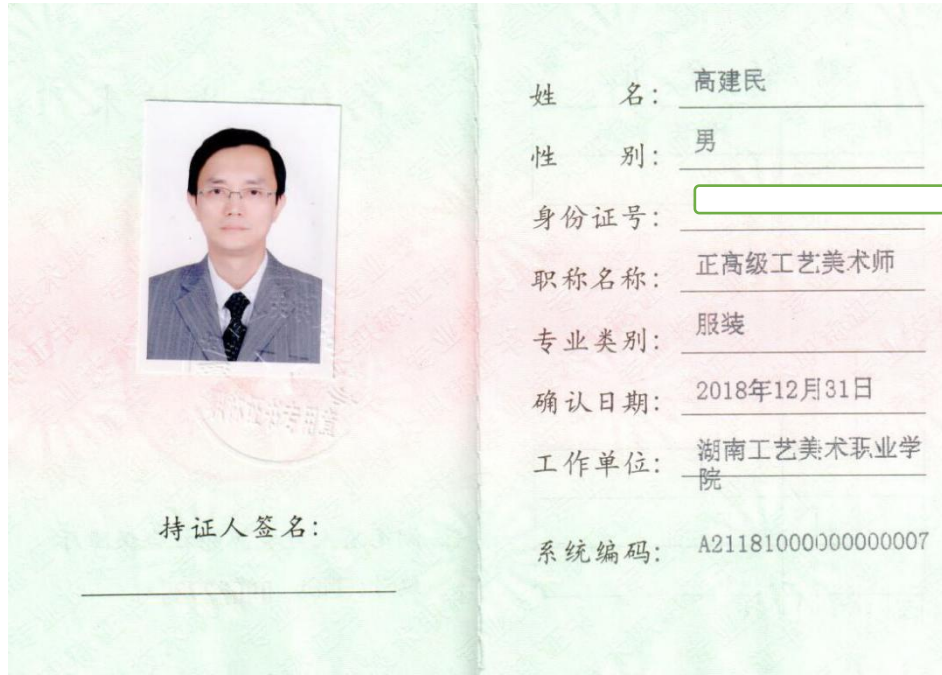 姓 名: 高建民
性 别: 男
身份证号:
职称名称: 正高级工艺美术师
专业类别: 服装
确认日期: 2018年12月31日
工作单位: 湖南工艺美术职业学
院
系统编码: A21181000000000007
持证人签名: